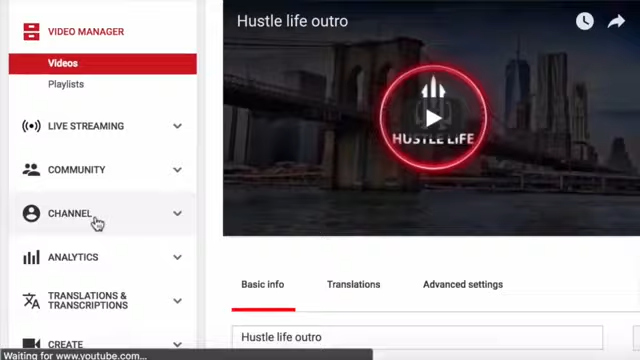 VIDEO MANAGER
Videos
Playlists
LIVE STREAMING
COMMUNITY
CHANNEL
ANALYTICS
TRANSLATIONS &
TRANSCRIPTIONS
CREATE
Waiting for www.youtube.com...
Hustle life outro
HUSTLE LIFE
Basic info
Translations
Advanced settings
Hustle life outro